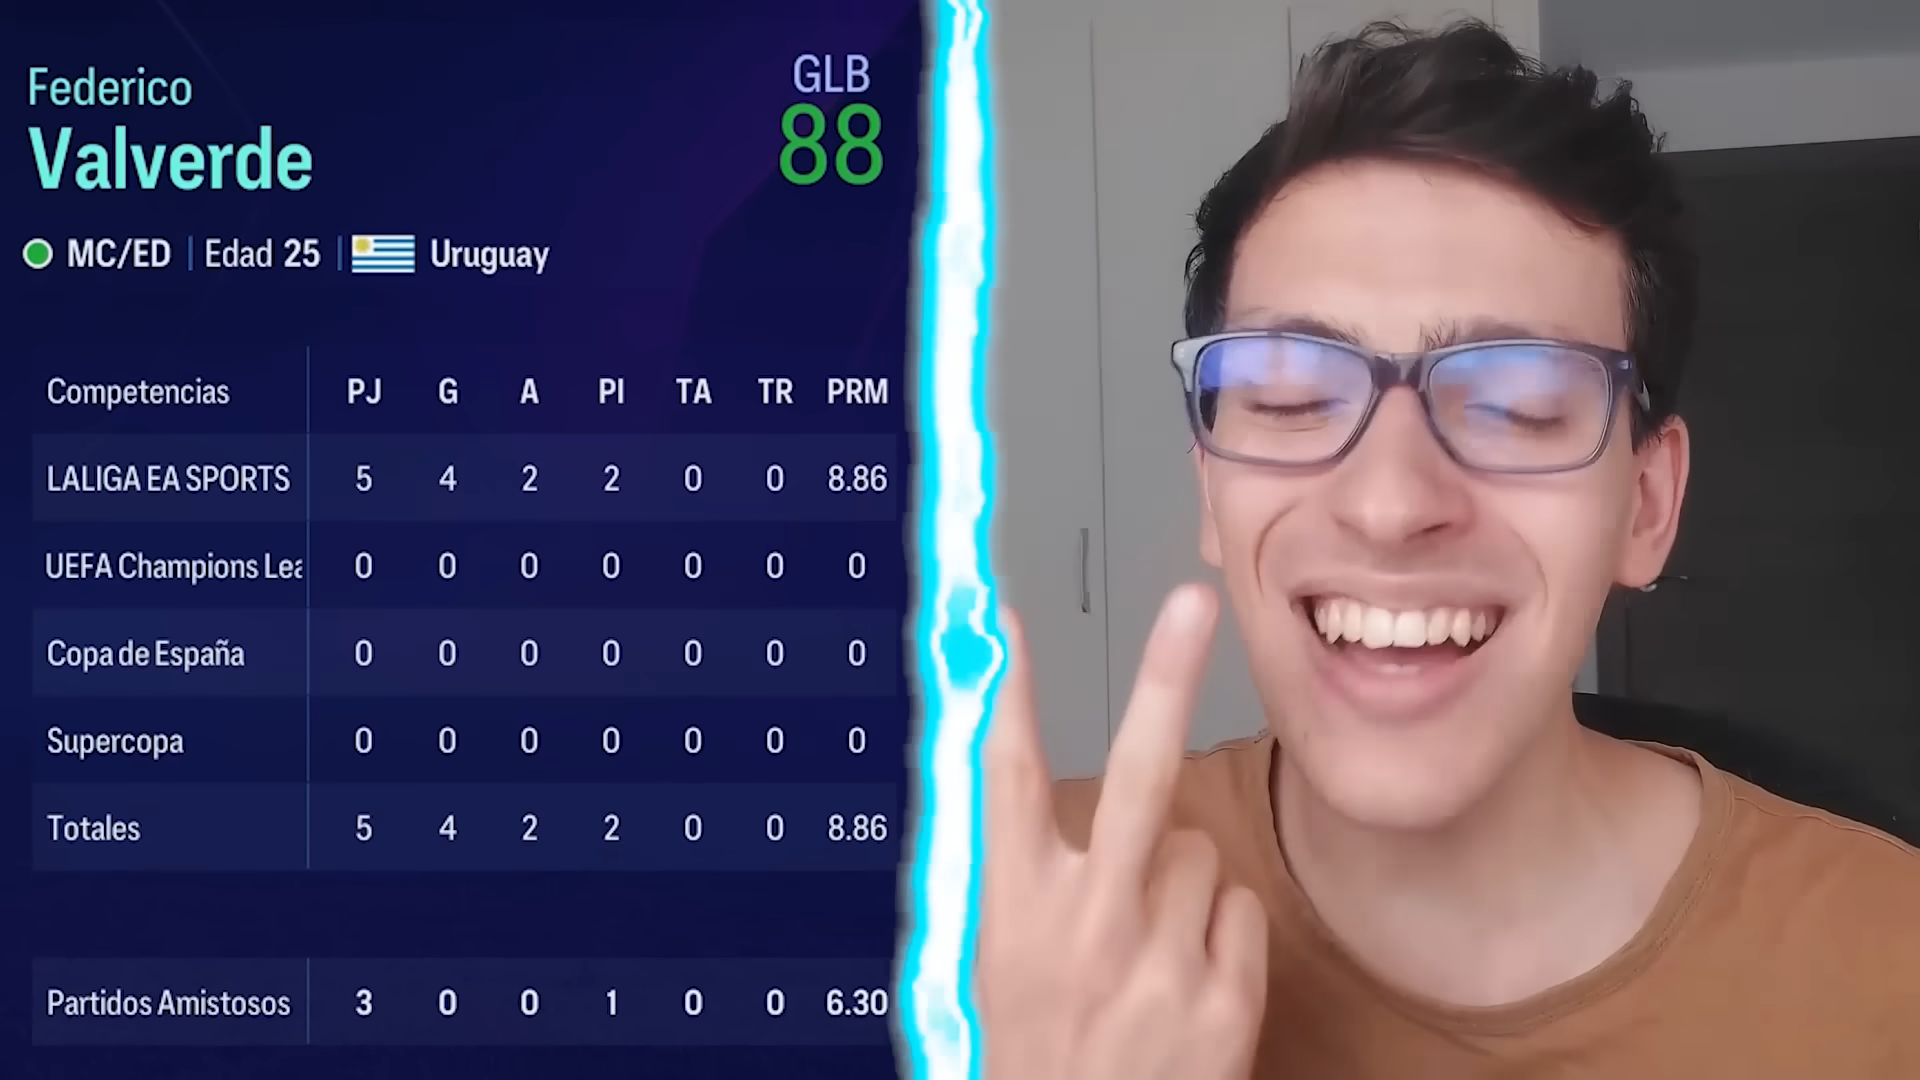 Federico
Valverde
GLB
88
MC/ED | Edad 25 | Uruguay
Competencias PJ G A PI TA TR PRM
LALIGA EA SPORTS 5 4 2 2 0 0 8.86
UEFA Champions Lea 0 0 0 0 0 0 0
Copa de España 0 0 0 0 0 0 0
Supercopa 0 0 0 0 0 0 0
Totales 5 4 2 2 0 0 8.86
Partidos Amistosos 3 0 0 1 0 0 6.30